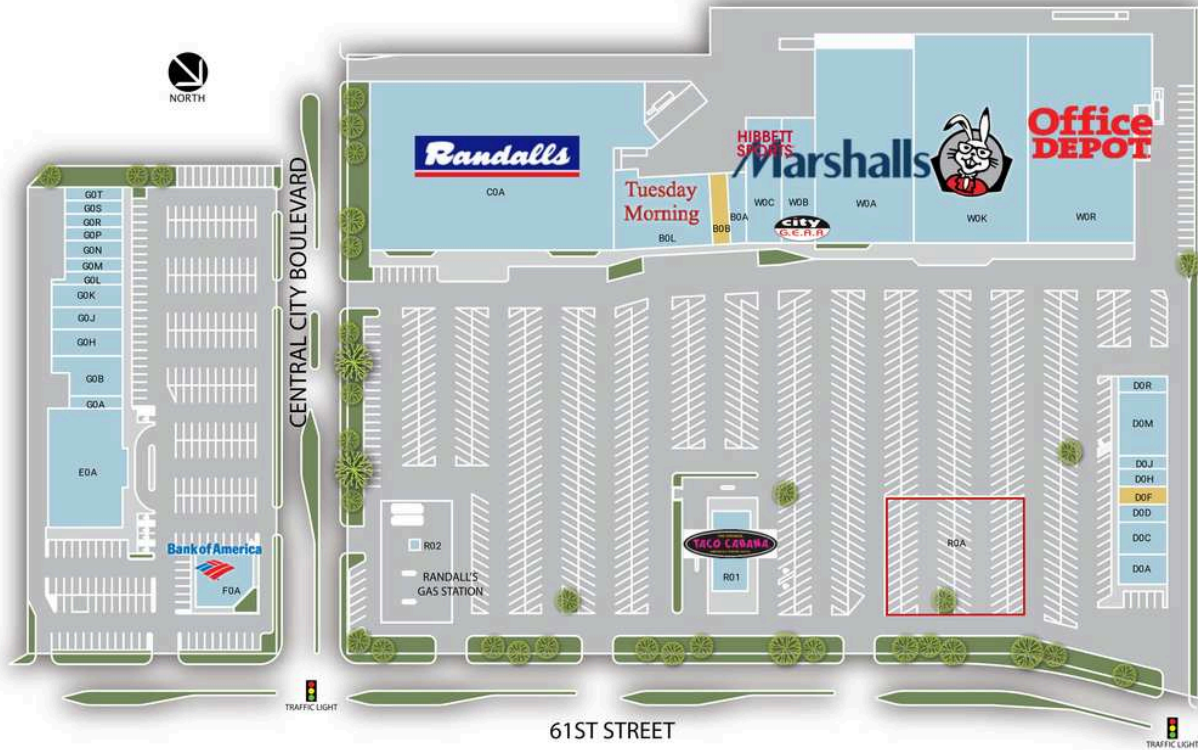 NORTH
CENTRAL CITY BOULEVARD
Randalls
C0A
Tuesday
Morning
B0L
B0B
B0A
HIBBETT
SPORTS
W0C
W0B
CITY
G.E.A.R
Marshalls
W0A
W0K
Office
DEPOT
W0R
G0T
G0S
G0R
G0P
G0N
G0M
G0L
G0K
G0J
G0H
G0B
G0A
E0A
Bank of America
F0A
R02
RANDALL'S
GAS STATION
TACO CABANA
R01
R0A
D0R
D0M
D0J
D0H
D0F
D0D
D0C
D0A
TRAFFIC LIGHT
61ST STREET
TRAFFIC LIGHT